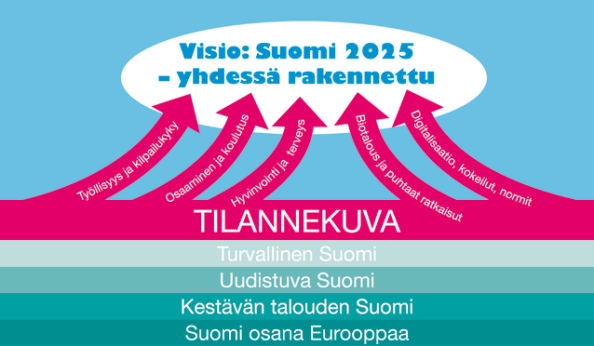 Visio: Suomi 2025
– yhdessä rakennettu
Työllisyys ja kilpailukyky
Osaaminen ja koulutus
Hyvinvointi ja terveys
Biotalous ja puhtaat ratkaisut
Digitalisaatio, kokeilut, normit
TILANNEKUVA
Turvallinen Suomi
Uudistuva Suomi
Kestävän talouden Suomi
Suomi osana Eurooppaa